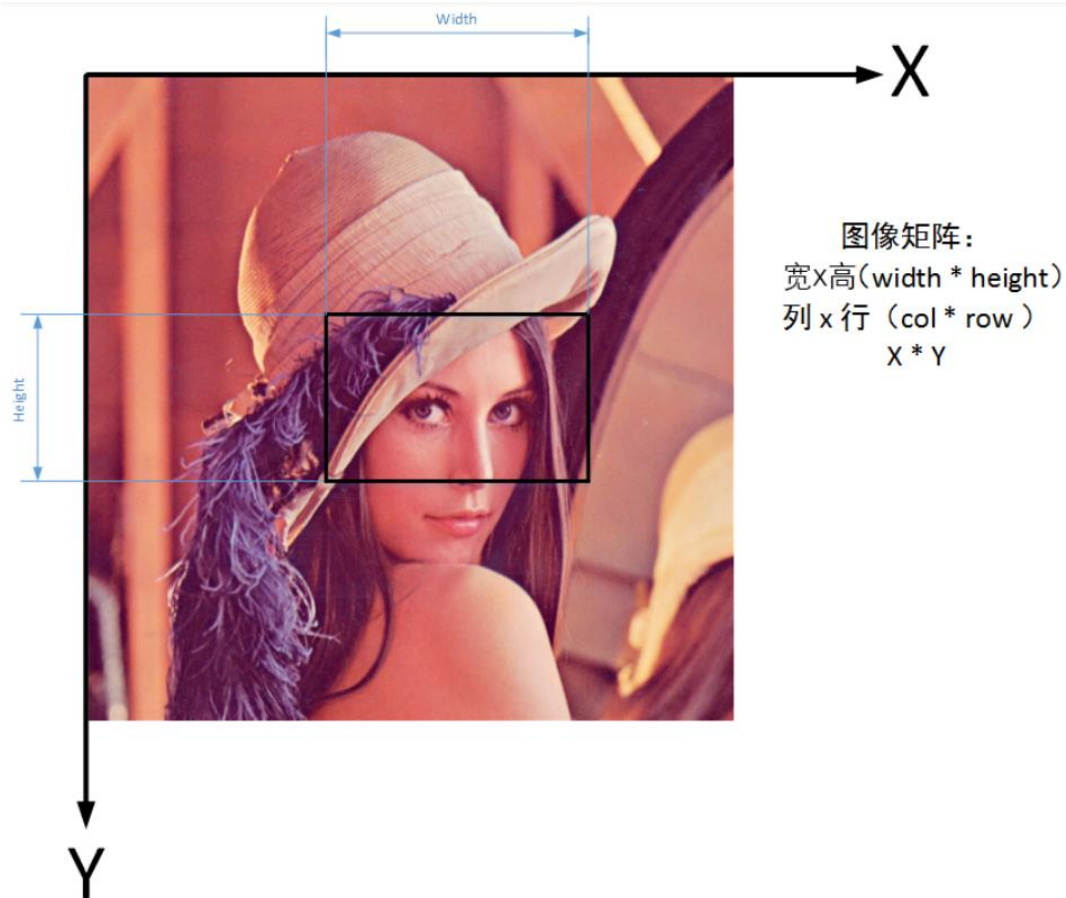 Width
X
图像矩阵：
宽X高（width * height）
列 x 行（col * row ）
X * Y
Height
Y